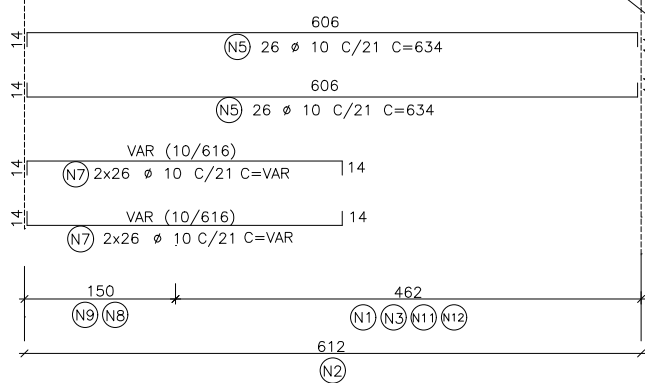 606
14
N5 26 ø 10 C/21 C=634
606
14
N5 26 ø 10 C/21 C=634
VAR (10/616)
14 14
N7 2x26 ø 10 C/21 C=VAR
VAR (10/616)
14 14
N7 2x26 ø 10 C/21 C=VAR
150 462
N9 N8 N1 N3 N11 N12
612
N2